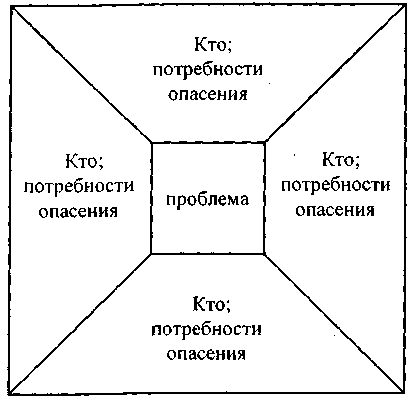 Кто;
потребности
опасения
Кто;
потребности
опасения
проблема
Кто;
потребности
опасения
Кто;
потребности
опасения